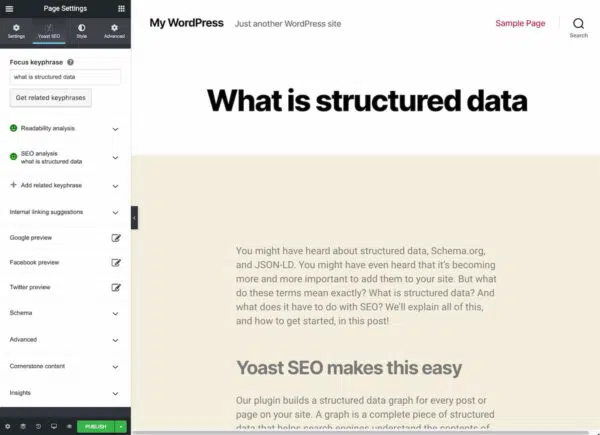 Page Settings
Settings
Yoast SEO
Style
Advanced
Focus keyphrase
what is structured data
Get related keyphrases
Readability analysis
SEO analysis
what is structured data
Add related keyphrase
Internal linking suggestions
Google preview
Facebook preview
Twitter preview
Schema
Advanced
Cornerstone content
Insights
PUBLISH
My WordPress
Just another WordPress site
Sample Page
Search
What is structured data
You might have heard about structured data, Schema.org,
and JSON-LD. You might have even heard that it's becoming
more and more important to add them to your site. But what
do these terms mean exactly? What is structured data? And
what does it have to do with SEO? We'll explain all of this,
and how to get started, in this post!
Yoast SEO makes this easy
Our plugin builds a structured data graph for every post or
page on your site. A graph is a complete piece of structured
data that helps search engines understand the contents of